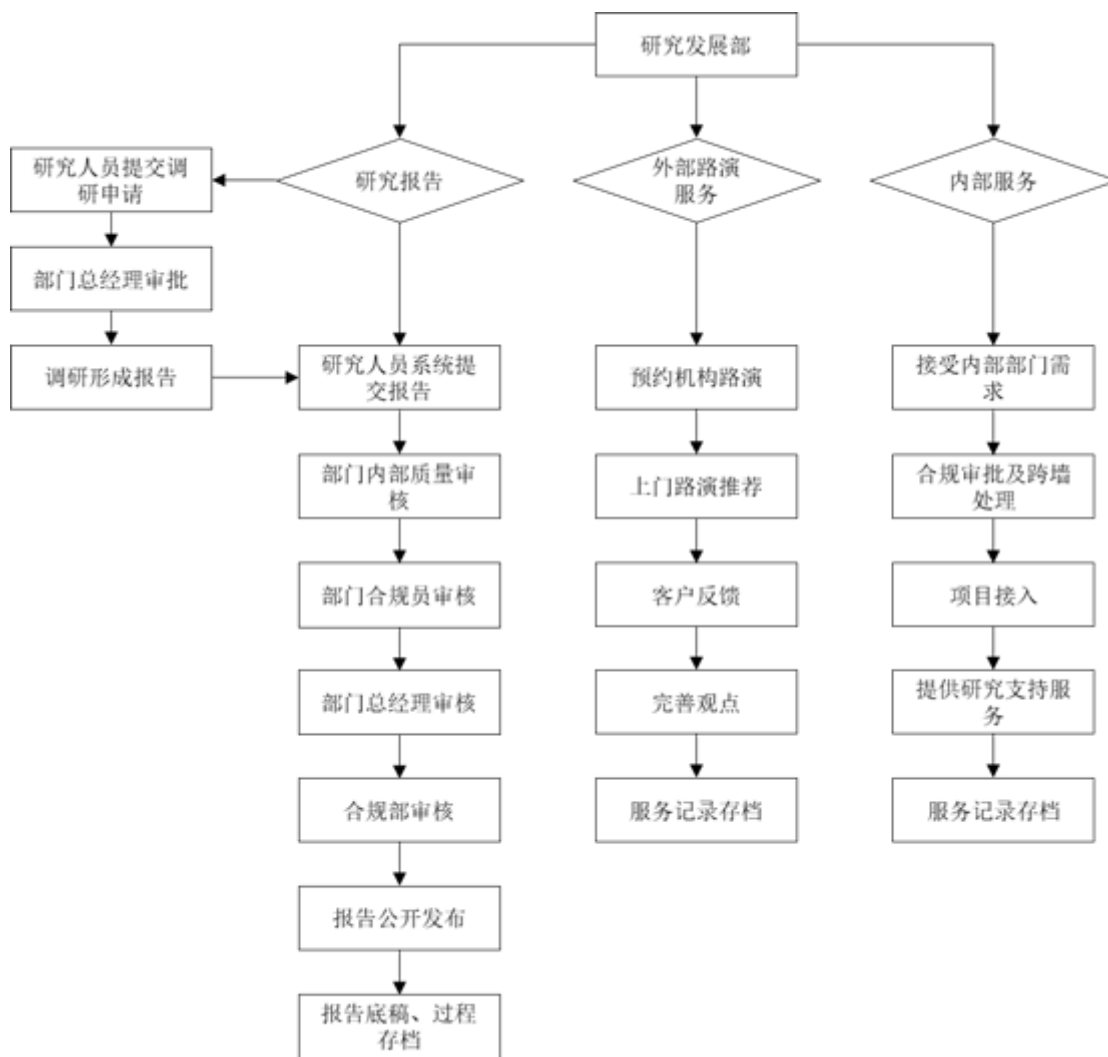 研究发展部
研究人员提交调
研申请
研究报告
外部路演
服务
内部服务
部门总经理审批
调研形成报告
研究人员系统提
交报告
预约机构路演
接受内部部门需
求
部门内部质量审
核
上门路演推荐
合规审批及跨墙
处理
部门合规员审核
客户反馈
项目接入
部门总经理审核
完善观点
提供研究支持服
务
合规部审核
服务记录存档
服务记录存档
报告公开发布
报告底稿、过程
存档